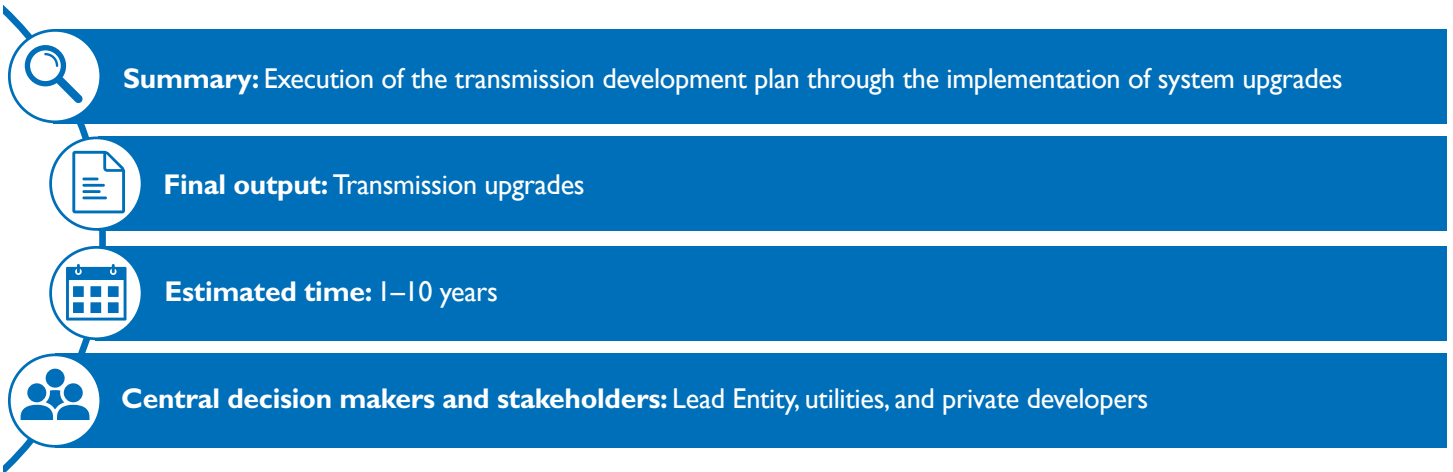 Summary: Execution of the transmission development plan through the implementation of system upgrades
Final output: Transmission upgrades
Estimated time: 1–10 years
Central decision makers and stakeholders: Lead Entity, utilities, and private developers